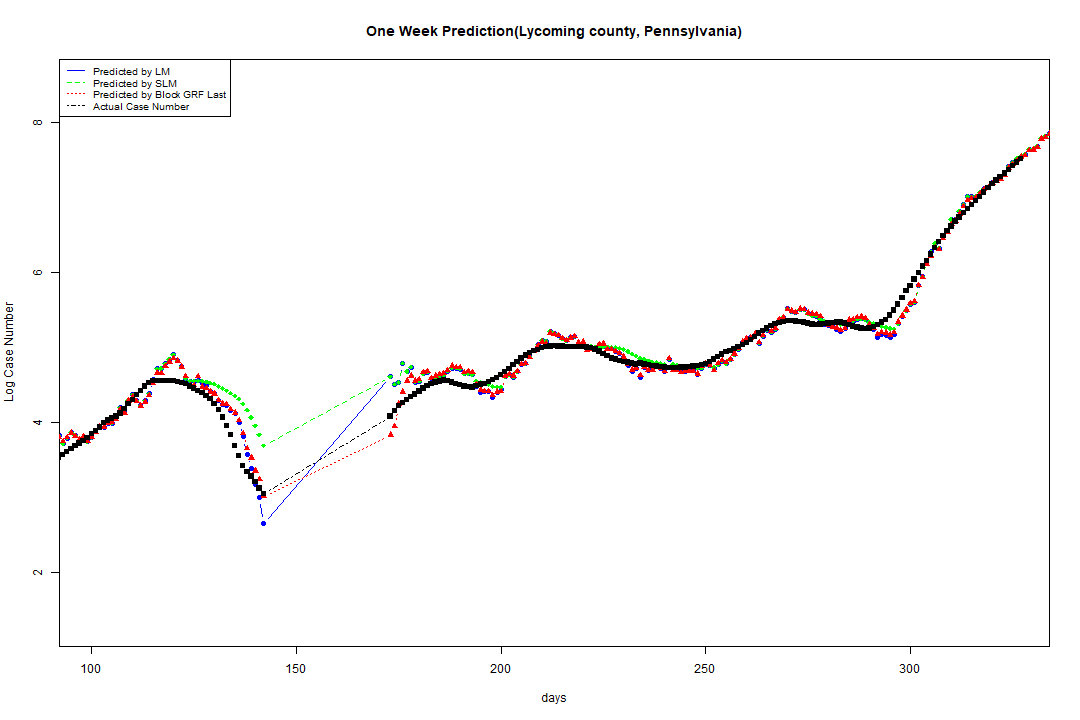 One Week Prediction(Lycoming county, Pennsylvania)
Predicted by LM
Predicted by SLM
Predicted by Block GRF Last
Actual Case Number
8
6
4
2
Log Case Number
100 150 200 250 300
days